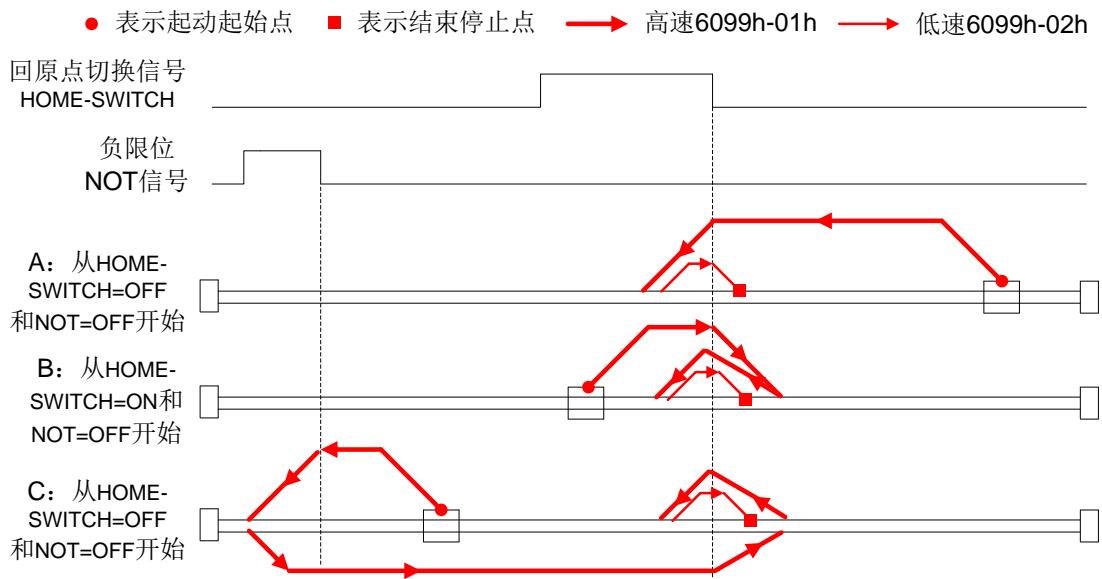 表示起动起始点 表示结束停止点 高速6099h-01h 低速6099h-02h
回原点切换信号
HOME-SWITCH
负限位
NOT信号
A：从HOME-
SWITCH=OFF
和NOT=OFF开始
B：从HOME-
SWITCH=ON和
NOT=OFF开始
C：从HOME-
SWITCH=OFF
和NOT=OFF开始